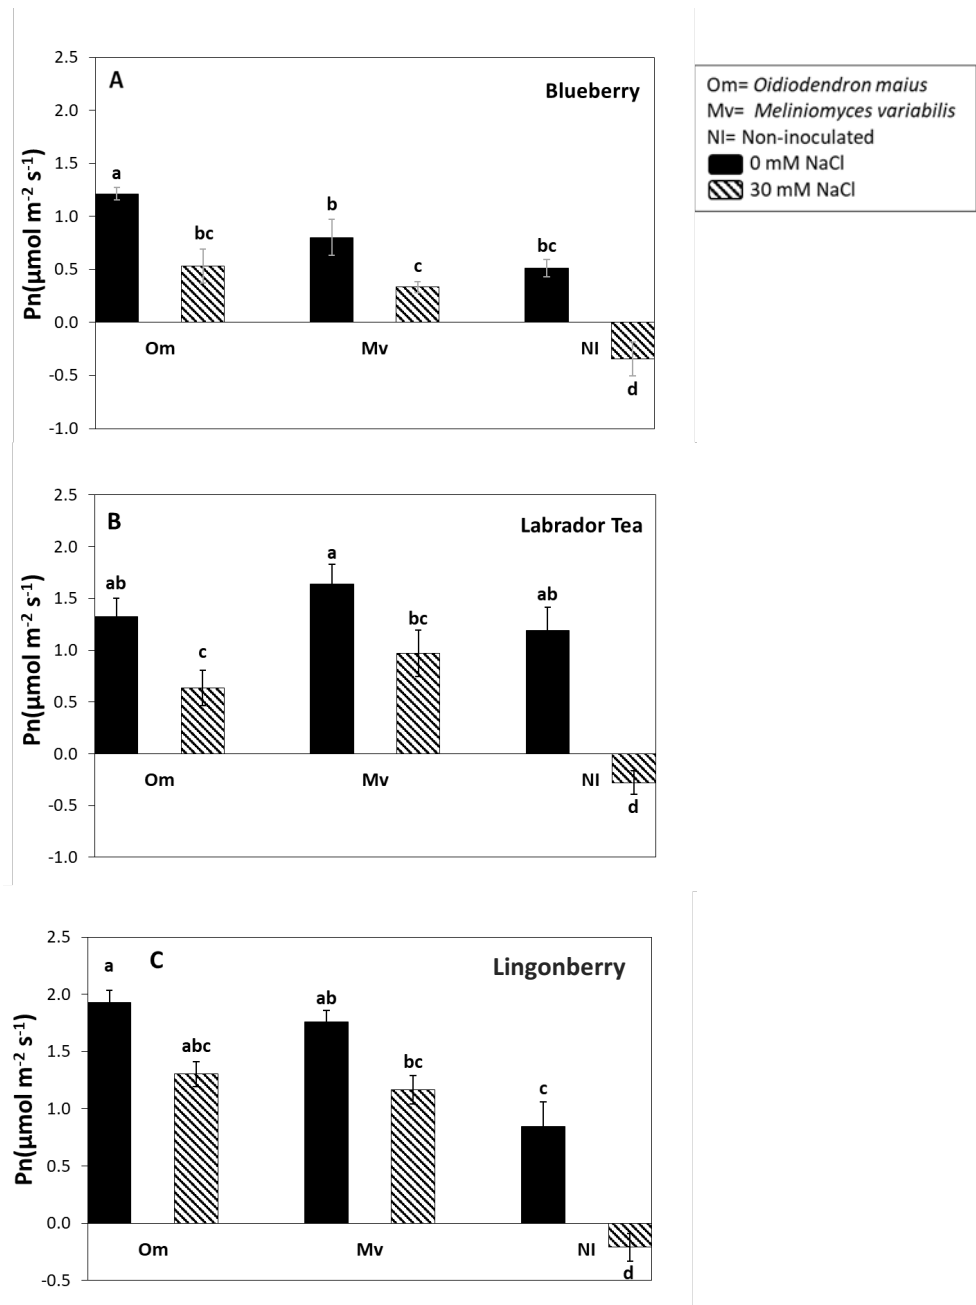 A
Blueberry
Pn(µmol m⁻² s⁻¹)
2.5
2.0
1.5
1.0
0.5
0.0
-0.5
-1.0
a
bc
b
c
bc
d
Om
Mv
NI
Om= Oidiodendron maius
Mv= Meliniomyces variabilis
NI= Non-inoculated
0 mM NaCl
30 mM NaCl
B
Labrador Tea
Pn(µmol m⁻² s⁻¹)
2.5
2.0
1.5
1.0
0.5
0.0
-0.5
-1.0
ab
c
a
bc
ab
d
Om
Mv
NI
C
Lingonberry
Pn(µmol m⁻² s⁻¹)
2.5
2.0
1.5
1.0
0.5
0.0
-0.5
a
abc
ab
bc
c
d
Om
Mv
NI